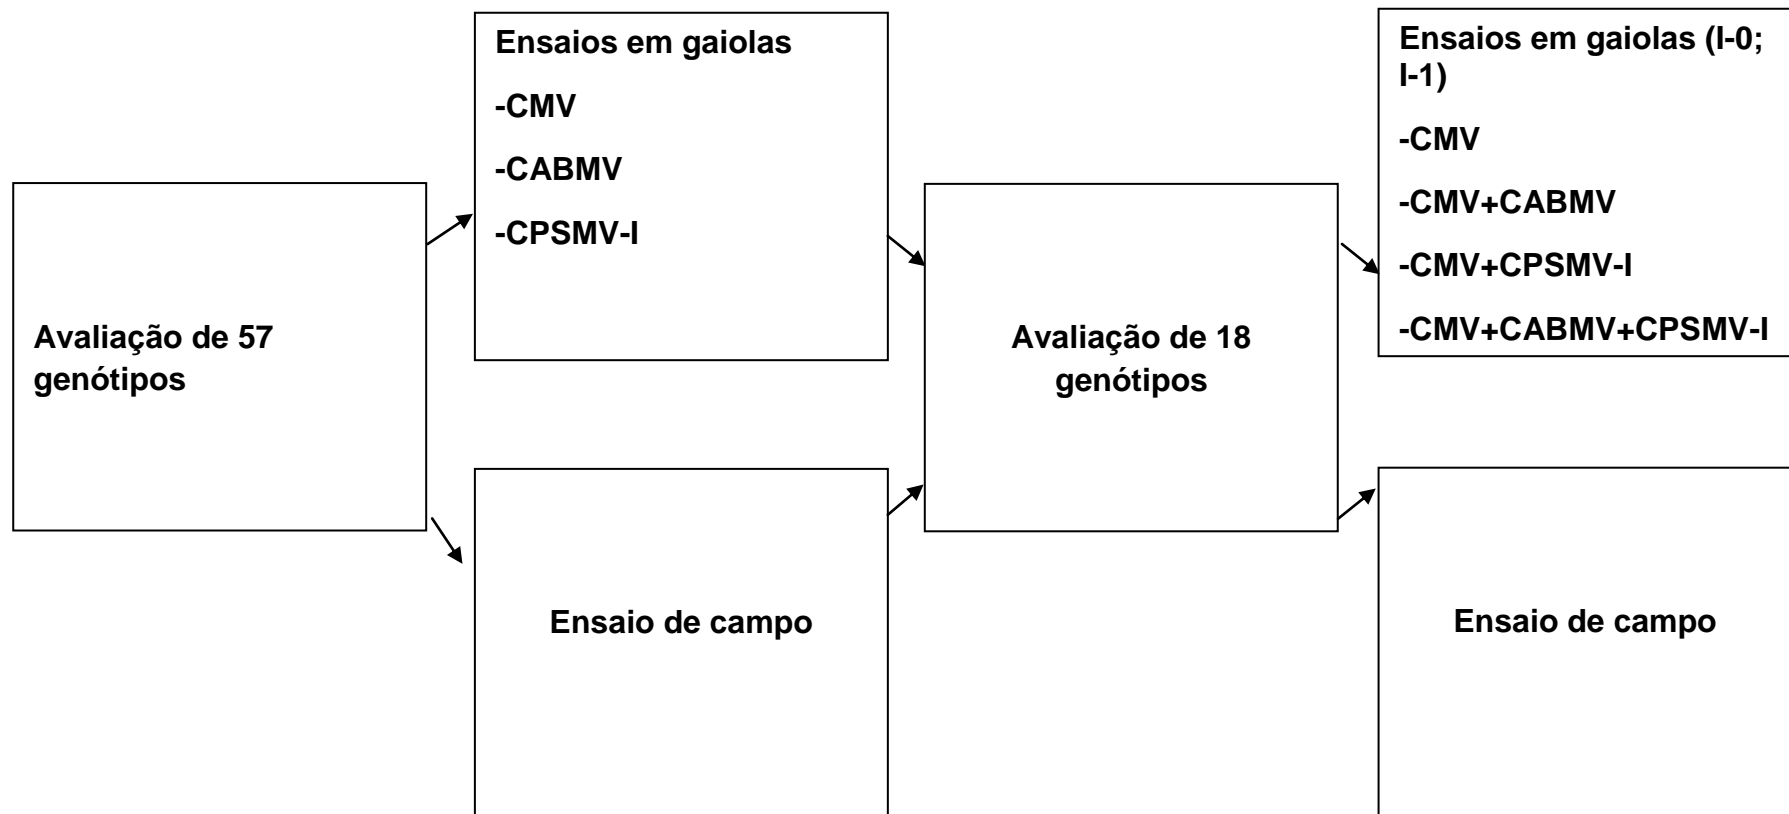 Avaliação de 57
genótipos
Ensaios em gaiolas
-CMV
-CABMV
-CPSMV-I
Ensaio de campo
Avaliação de 18
genótipos
Ensaios em gaiolas (I-0;
I-1)
-CMV
-CMV+CABMV
-CMV+CPSMV-I
-CMV+CABMV+CPSMV-I
Ensaio de campo